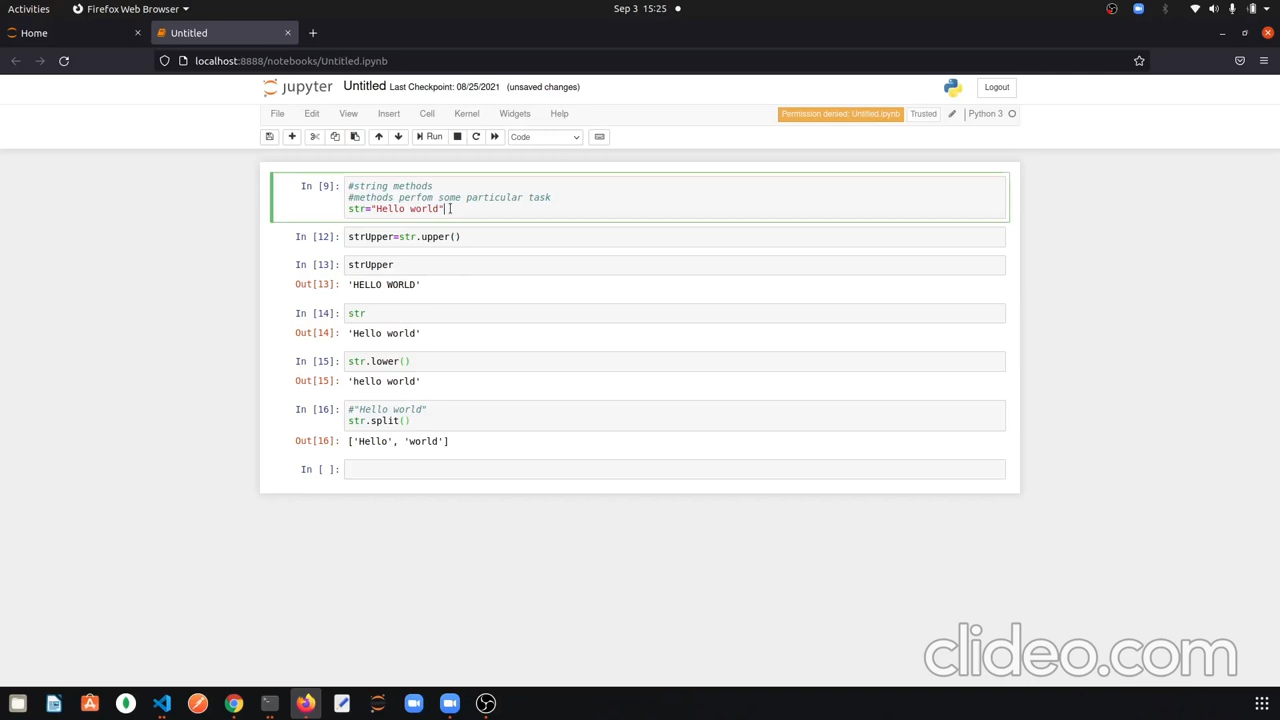 Activities Firefox Web Browser Sep 3 15:25
Home Untitled
localhost:8888/notebooks/Untitled.ipynb
jupyter Untitled Last Checkpoint: 08/25/2021 (unsaved changes) Logout
File Edit View Insert Cell Kernel Widgets Help Permission denied: Untitled.ipynb Trusted Python 3
Run Code
In [9]: #string methods
#methods perfom some particular task
str="Hello world"
In [12]: strUpper=str.upper()
In [13]: strUpper
Out[13]: 'HELLO WORLD'
In [14]: str
Out[14]: 'Hello world'
In [15]: str.lower()
Out[15]: 'hello world'
In [16]: #"Hello world"
str.split()
Out[16]: ['Hello', 'world']
In [ ]:
clideo.com